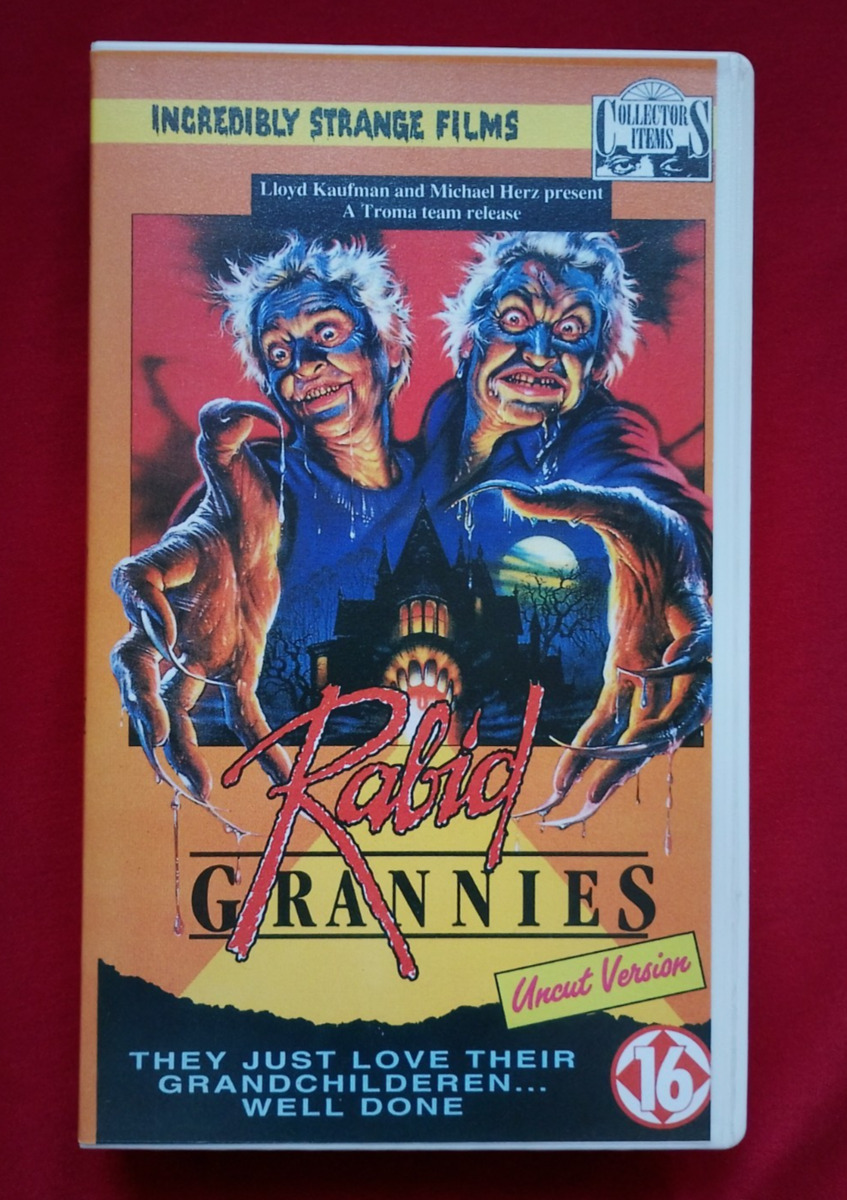 INCREDIBLY STRANGE FILMS
COLLECTORS
ITEMS
Lloyd Kaufman and Michael Herz present
A Troma team release
Rabid
GRANNIES
Uncut Version
THEY JUST LOVE THEIR
GRANDCHILDEREN...
WELL DONE
16